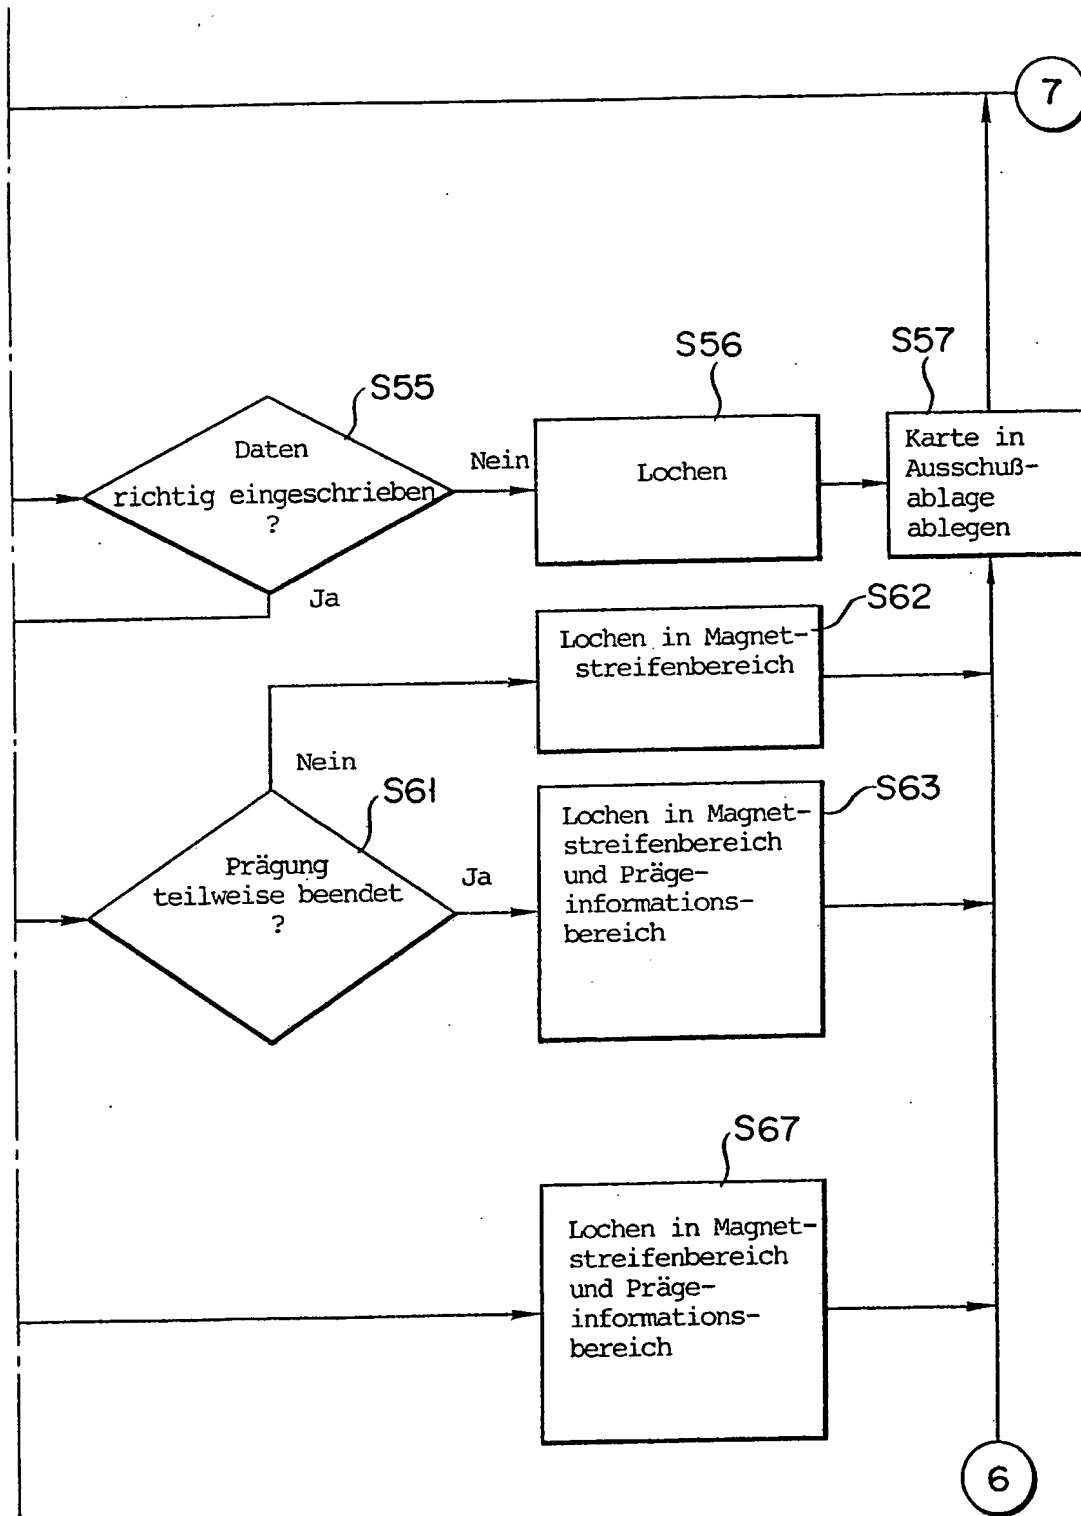 7
S55
Daten
richtig eingeschrieben
?
Nein
Ja
S56
Lochen
S57
Karte in
Ausschuß-
ablage
ablegen
S62
Lochen in Magnet-
streifenbereich
Nein
S61
Prägung
teilweise beendet
?
Ja
S63
Lochen in Magnet-
streifenbereich
und Präge-
informations-
bereich
S67
Lochen in Magnet-
streifenbereich
und Präge-
informations-
bereich
6